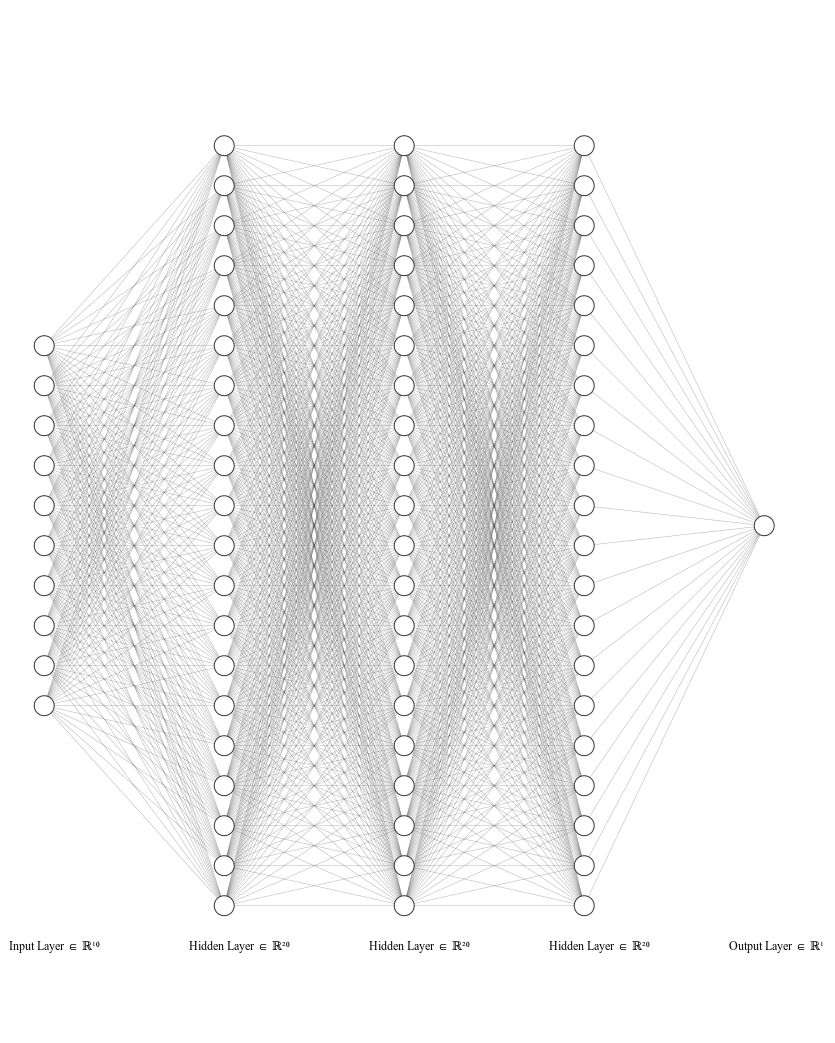 Input Layer ∈ ℝ¹⁰
Hidden Layer ∈ ℝ²⁰
Hidden Layer ∈ ℝ²⁰
Hidden Layer ∈ ℝ²⁰
Output Layer ∈ ℝ¹